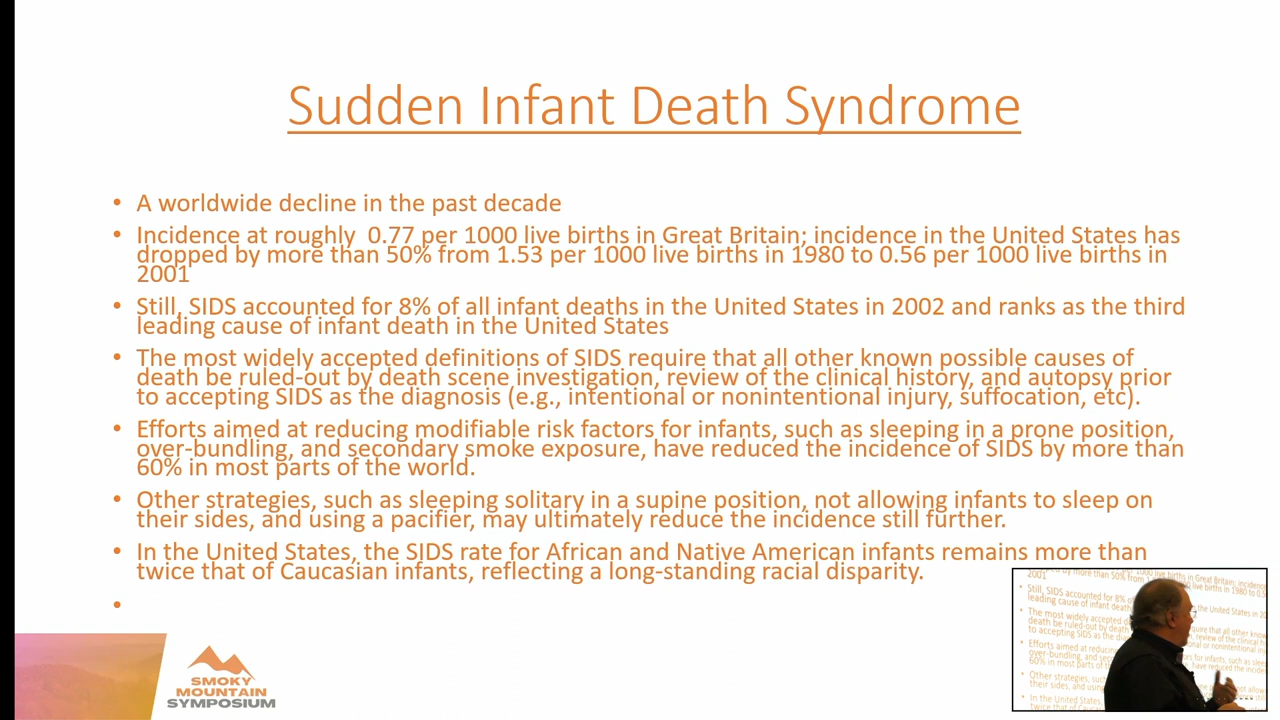 Sudden Infant Death Syndrome
• A worldwide decline in the past decade
• Incidence at roughly 0.77 per 1000 live births in Great Britain; incidence in the United States has
dropped by more than 50% from 1.53 per 1000 live births in 1980 to 0.56 per 1000 live births in
2001
• Still, SIDS accounted for 8% of all infant deaths in the United States in 2002 and ranks as the third
leading cause of infant death in the United States
• The most widely accepted definitions of SIDS require that all other known possible causes of
death be ruled-out by death scene investigation, review of the clinical history, and autopsy prior
to accepting SIDS as the diagnosis (e.g., intentional or nonintentional injury, suffocation, etc).
• Efforts aimed at reducing modifiable risk factors for infants, such as sleeping in a prone position,
over-bundling, and secondary smoke exposure, have reduced the incidence of SIDS by more than
60% in most parts of the world.
• Other strategies, such as sleeping solitary in a supine position, not allowing infants to sleep on
their sides, and using a pacifier, may ultimately reduce the incidence still further.
• In the United States, the SIDS rate for African and Native American infants remains more than
twice that of Caucasian infants, reflecting a long-standing racial disparity.
•
SMOKY
MOUNTAIN
SYMPOSIUM